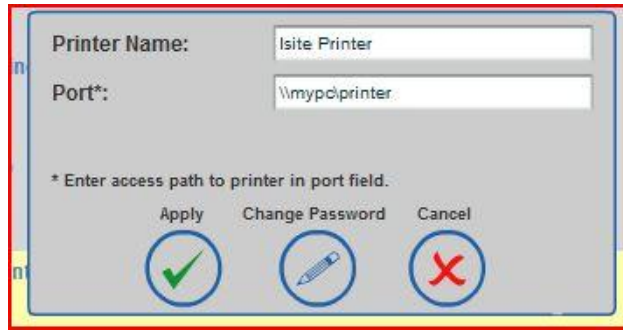 Printer Name: Isite Printer
Port*: \\mypc\printer
* Enter access path to printer in port field.
Apply Change Password Cancel